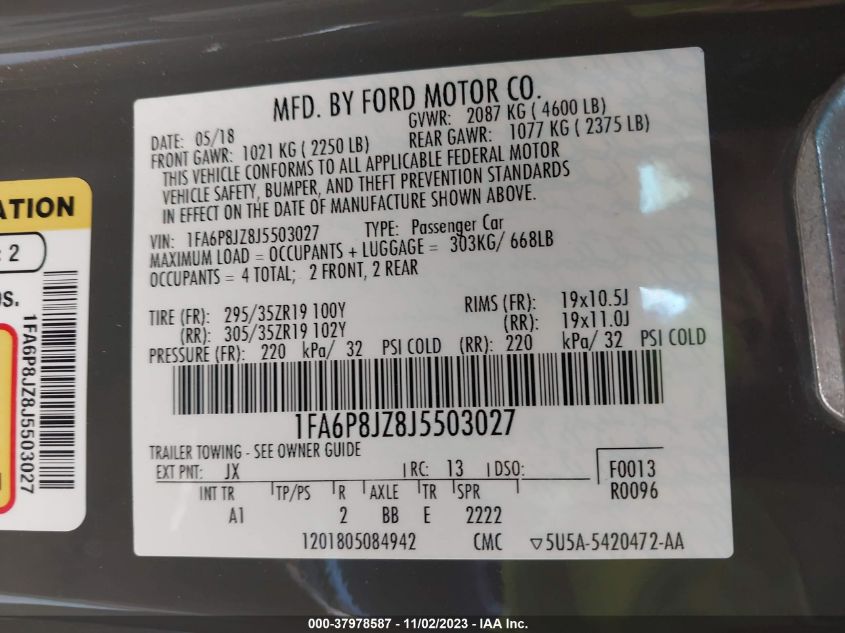 MFD. BY FORD MOTOR CO.
DATE: 05/18 GVWR: 2087 KG ( 4600 LB)
FRONT GAWR: 1021 KG ( 2250 LB) REAR GAWR: 1077 KG ( 2375 LB)
THIS VEHICLE CONFORMS TO ALL APPLICABLE FEDERAL MOTOR
VEHICLE SAFETY, BUMPER, AND THEFT PREVENTION STANDARDS
IN EFFECT ON THE DATE OF MANUFACTURE SHOWN ABOVE.
VIN: 1FA6P8JZ8J5503027 TYPE: Passenger Car
MAXIMUM LOAD = OCCUPANTS + LUGGAGE = 303KG/ 668LB
OCCUPANTS = 4 TOTAL; 2 FRONT, 2 REAR
TIRE (FR): 295/35ZR19 100Y RIMS (FR): 19x10.5J
(RR): 305/35ZR19 102Y (RR): 19x11.0J
PRESSURE (FR): 220 kPa/ 32 PSI COLD (RR): 220 kPa/ 32 PSI COLD
1FA6P8JZ8J5503027
TRAILER TOWING - SEE OWNER GUIDE
EXT PNT: JX RC: 13 DSO: F0013
R0096
INT TR TP/PS R AXLE TR SPR
A1 2 BB E 2222
1201805084942 CMC ▽5U5A-5420472-AA
ATION
: 2
os.
1FA6P8JZ8J5503027
000-37978587 - 11/02/2023 - IAA Inc.